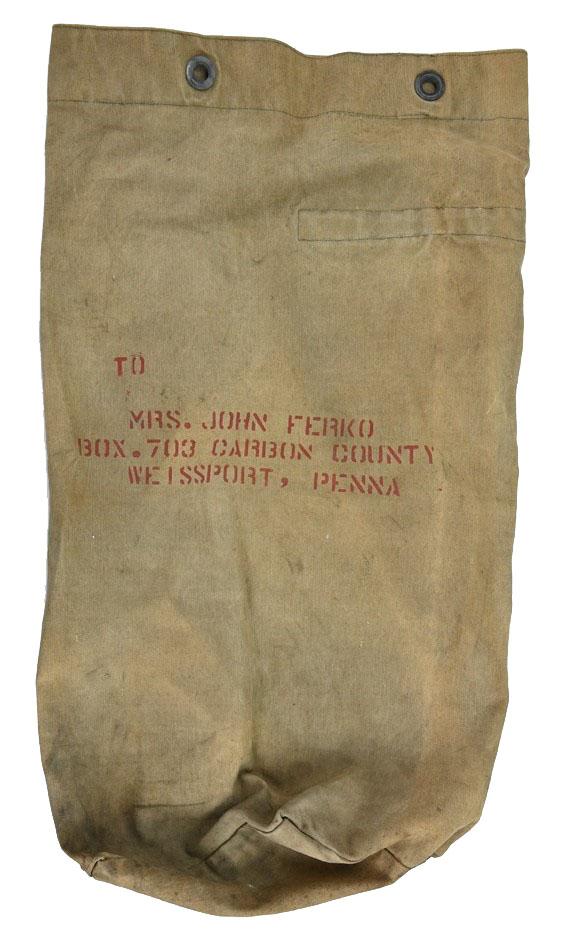 TO
MRS. JOHN FERKO
BOX.703 CARBON COUNTY
WEISSPORT, PENNA